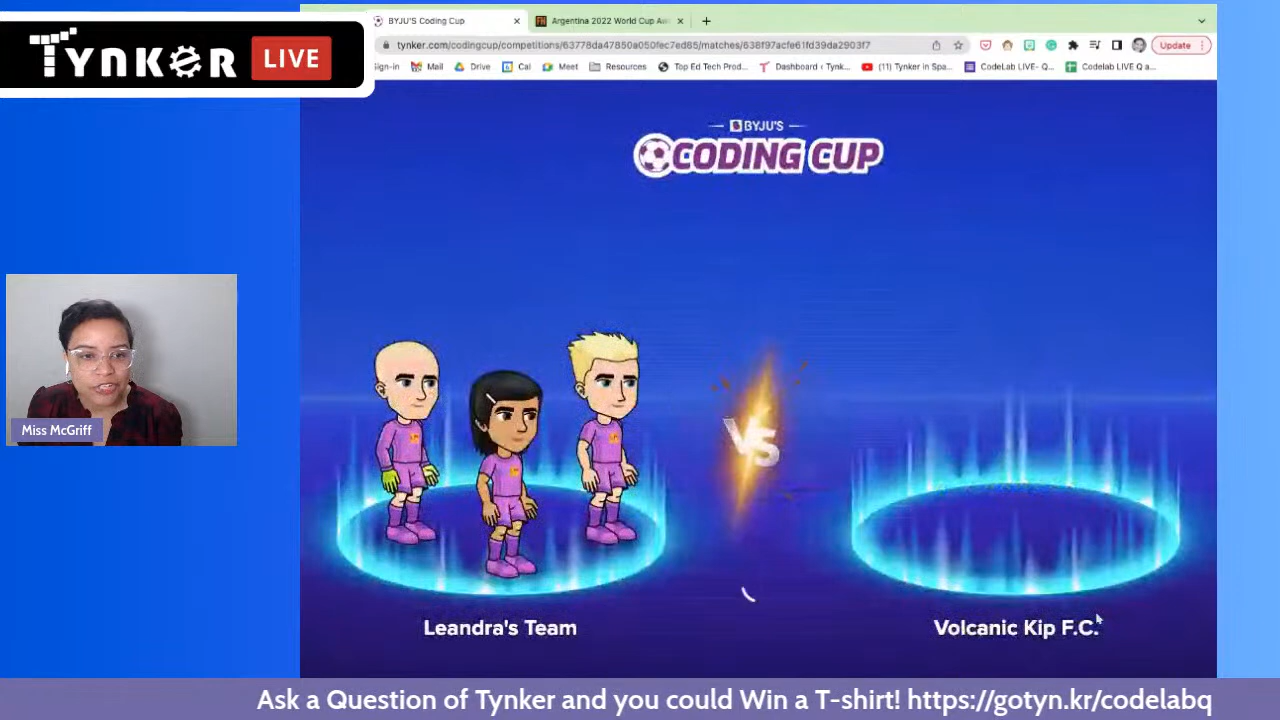 TYNKER LIVE
BYJU'S Coding Cup
Argentina 2022 World Cup Aw
tynker.com/codingcup/competitions/63778da47850a050fec7ed85/matches/638f97acfe61fd39da2903f7
Update
Sign-in
Mail
Drive
Cal
Meet
Resources
Top Ed Tech Prod...
Dashboard ‹ Tynk...
(11) Tynker in Spa...
CodeLab LIVE- Q...
Codelab LIVE Q a...
BYJU'S
CODING CUP
VS
Miss McGriff
Leandra's Team
Volcanic Kip F.C.
Ask a Question of Tynker and you could Win a T-shirt! https://gotyn.kr/codelabq